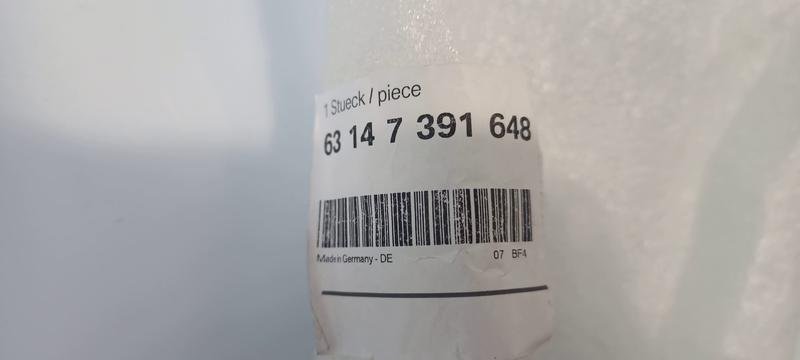 1 Stueck / piece
63 14 7 391 648
Made in Germany - DE 07 BF4